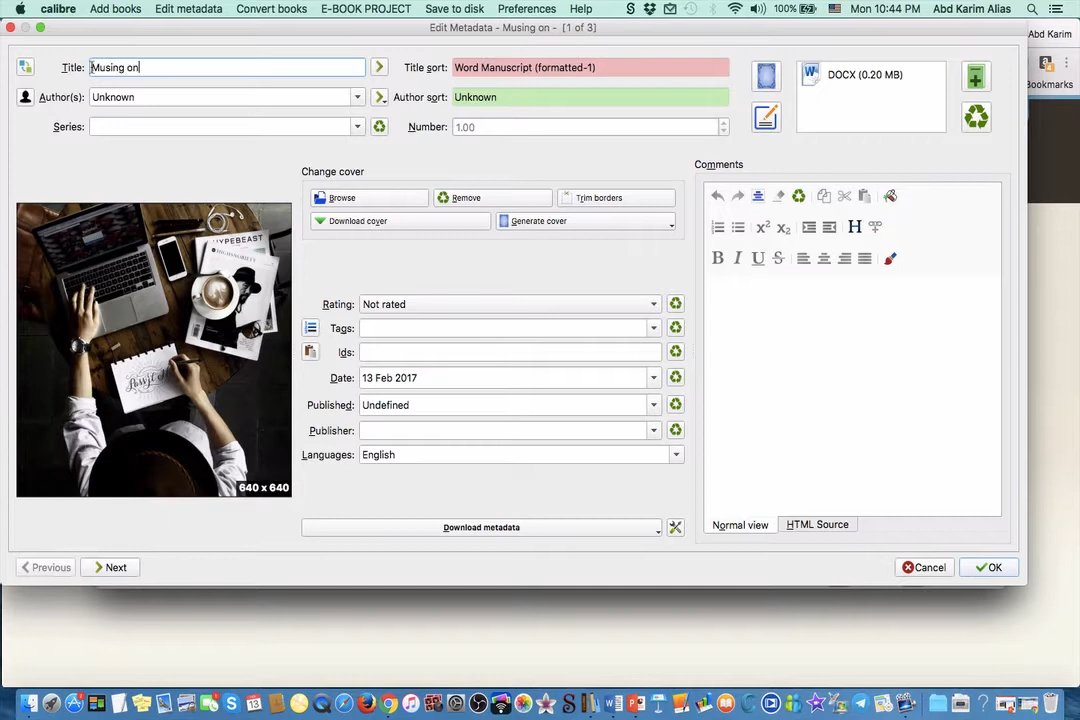 calibre Add books Edit metadata Convert books E-BOOK PROJECT Save to disk Preferences Help 100% Mon 10:44 PM Abd Karim Alias
Edit Metadata - Musing on - [1 of 3]
Abd Karim
Title: Musing on Title sort: Word Manuscript (formatted-1)
DOCX (0.20 MB)
Bookmarks
Author(s): Unknown Author sort: Unknown
Series: Number: 1.00
Change cover
Comments
Browse Remove Trim borders
Download cover Generate cover
HYPEBEAST
HIGHSNOBIETY
Rating: Not rated
Tags:
Ids:
Date: 13 Feb 2017
Published: Undefined
Publisher:
Languages: English
640 x 640
Download metadata
Normal view HTML Source
Previous Next Cancel OK